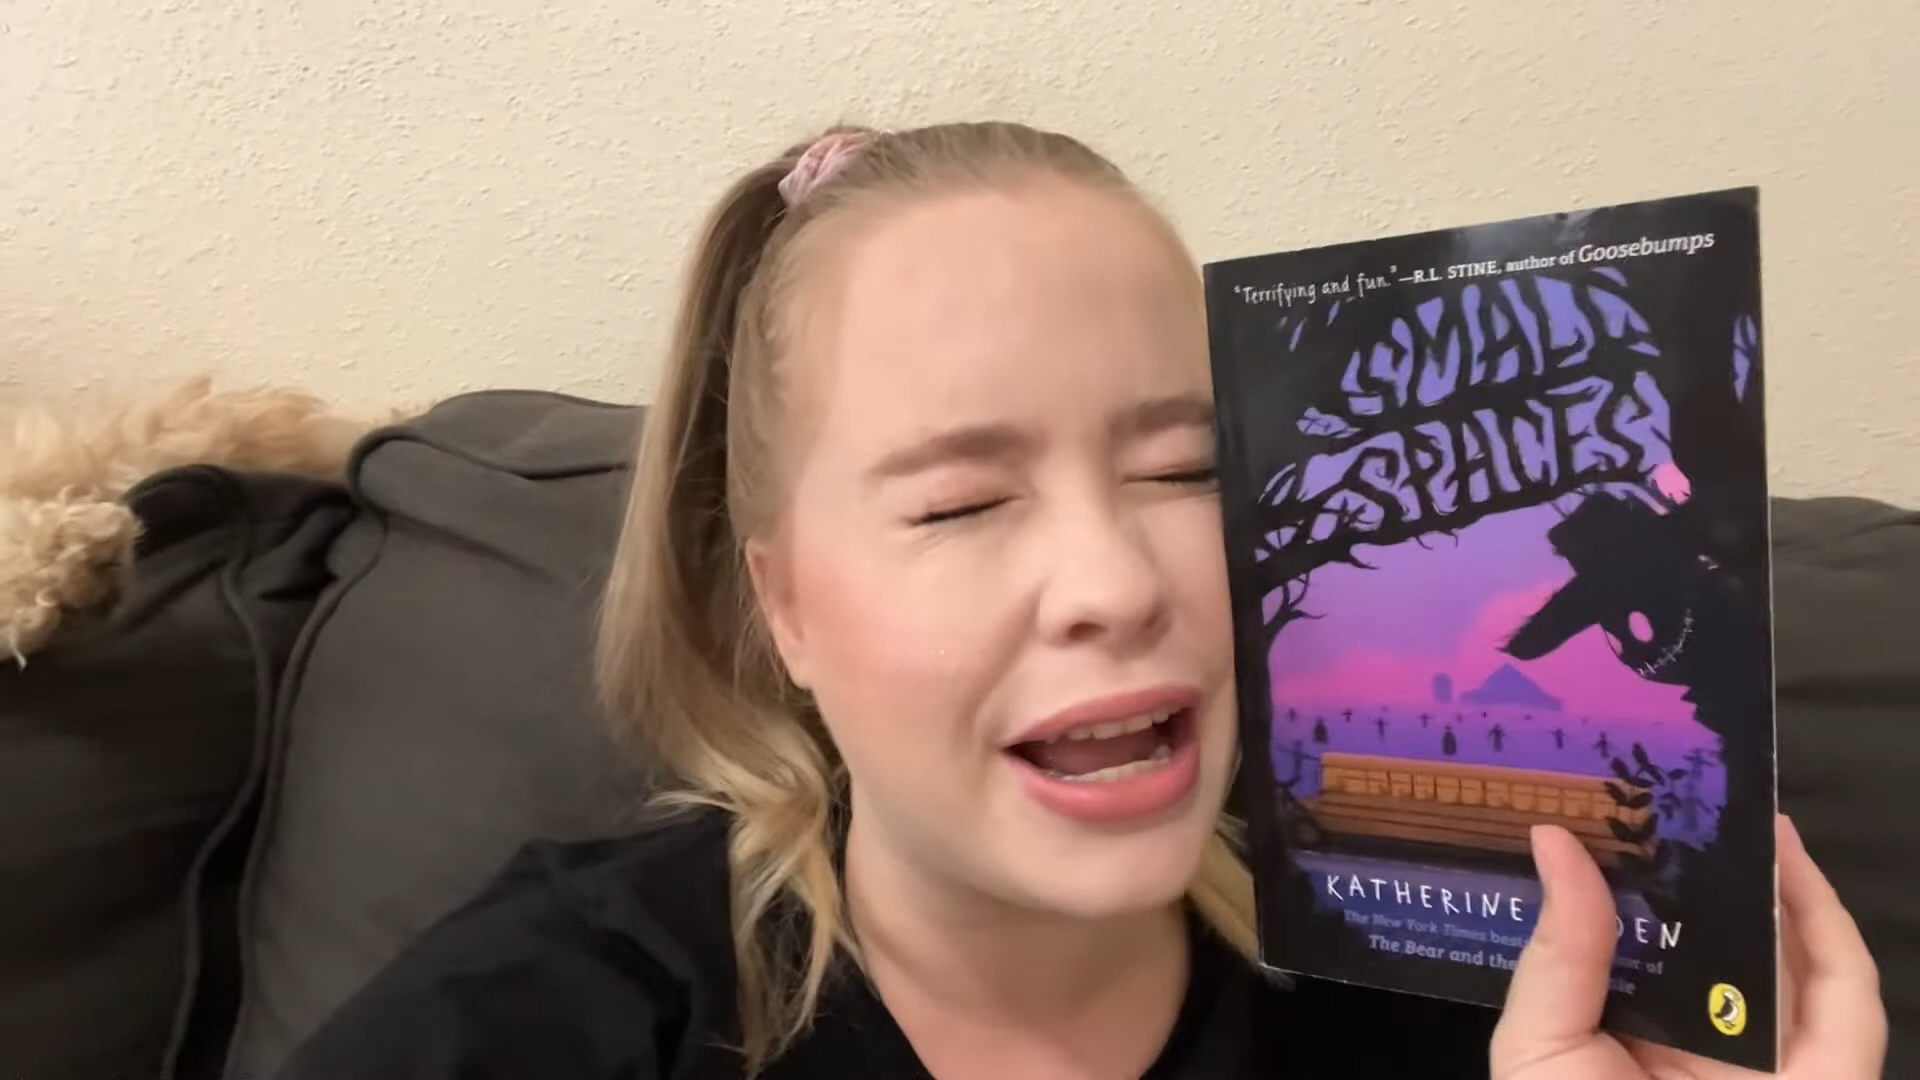 "Terrifying and fun." —R.L. STINE, author of Goosebumps
SMALL
SPACES
KATHERINE DEN
The New York Times of
The Bear and the